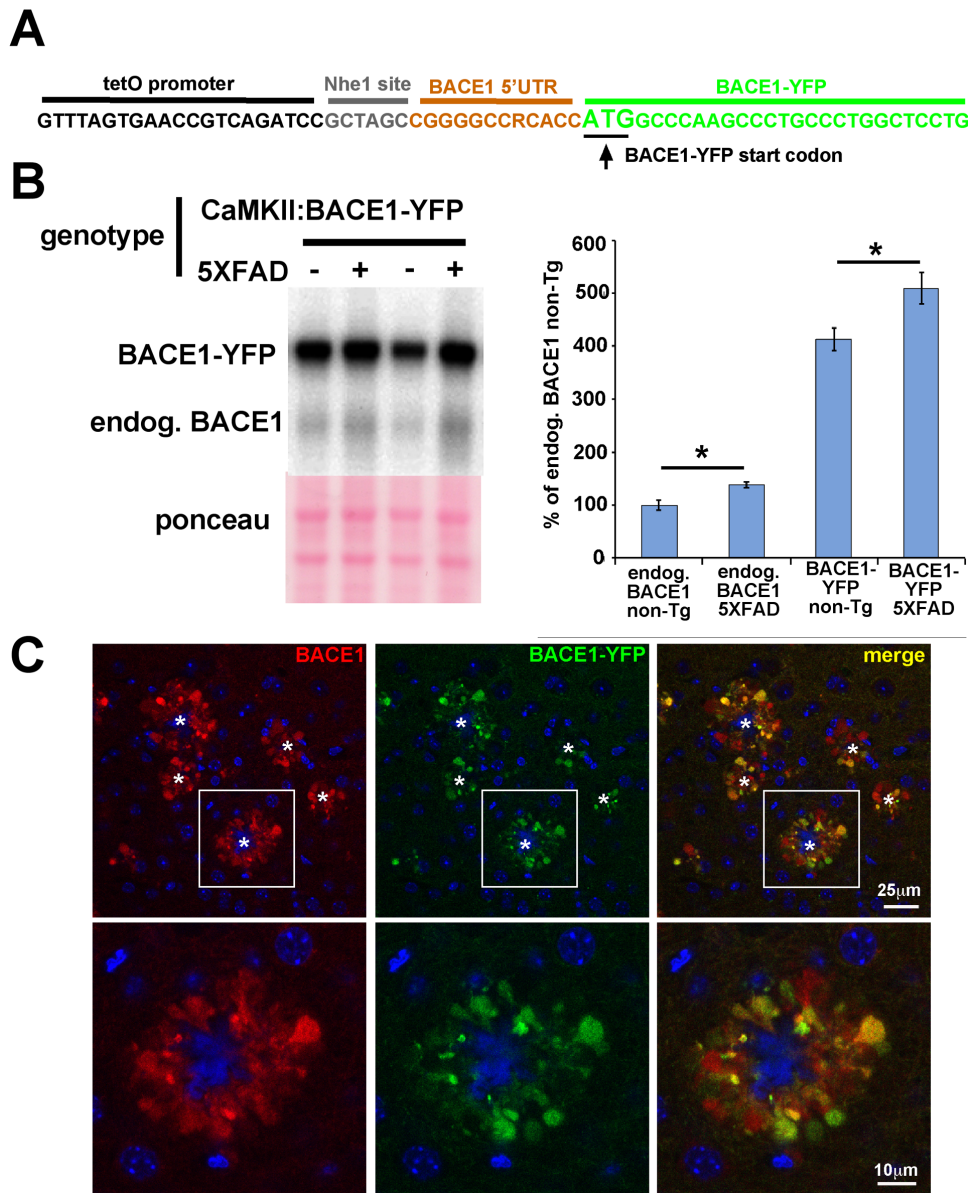 A
tetO promoter Nhe1 site BACE1 5'UTR BACE1-YFP
GTTTAGTGAACCGTCAGATCCGCTAGCCGGGGCCRCACCATGGCCCAAGCCCTGCCCTGGCTCCTG
BACE1-YFP start codon
B
genotype
CaMKII:BACE1-YFP
5XFAD - + - +
BACE1-YFP
endog. BACE1
ponceau
% of endog. BACE1 non-Tg
600
500
400
300
200
100
0
*
*
endog. BACE1 non-Tg
endog. BACE1 5XFAD
BACE1-YFP non-Tg
BACE1-YFP 5XFAD
C
BACE1
* * * * *
BACE1-YFP
* * * * *
merge
* * * * *
25μm
10μm